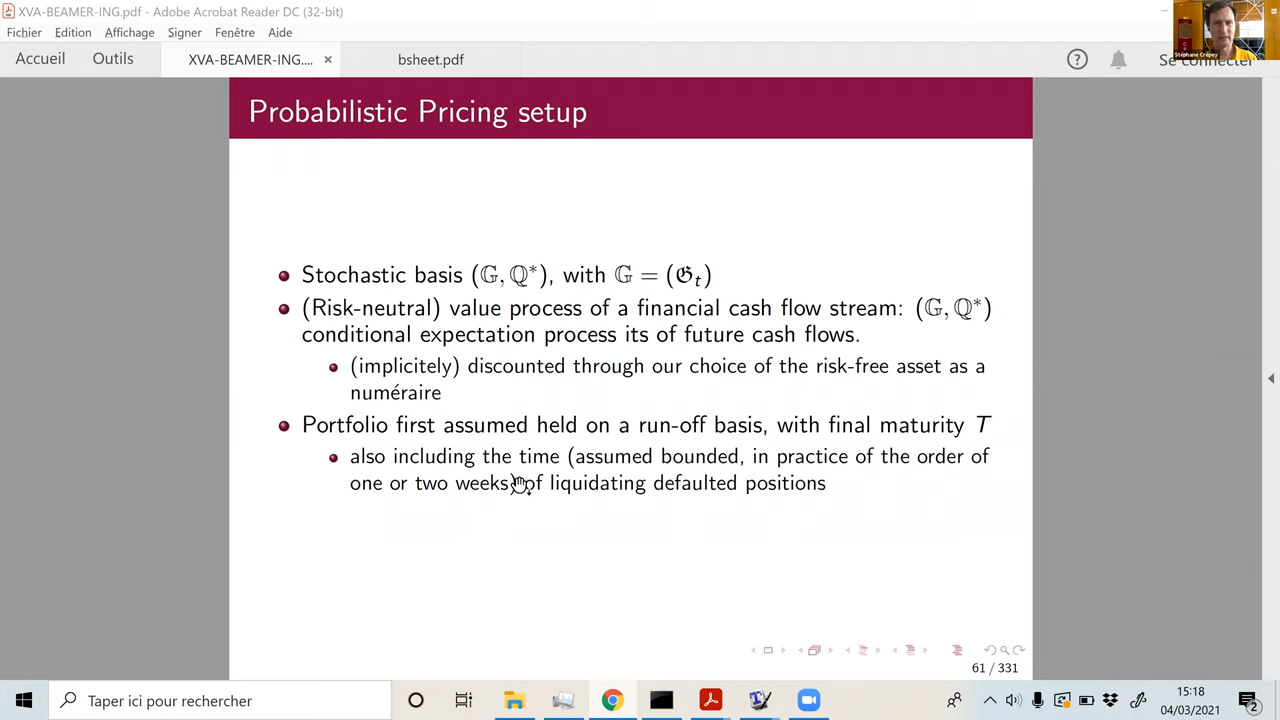 XVA-BEAMER-ING.pdf - Adobe Acrobat Reader DC (32-bit)
Fichier Edition Affichage Signer Fenêtre Aide
Accueil Outils XVA-BEAMER-ING.... × bsheet.pdf ? Se connecter
Stéphane Crépey
Probabilistic Pricing setup
Stochastic basis (𝔾, ℚ*), with 𝔾 = (𝔊_t)
(Risk-neutral) value process of a financial cash flow stream: (𝔾, ℚ*)
conditional expectation process its of future cash flows.
(implicitely) discounted through our choice of the risk-free asset as a
numéraire
Portfolio first assumed held on a run-off basis, with final maturity T
also including the time (assumed bounded, in practice of the order of
one or two weeks) of liquidating defaulted positions
61 / 331
Taper ici pour rechercher
15:18
04/03/2021
2